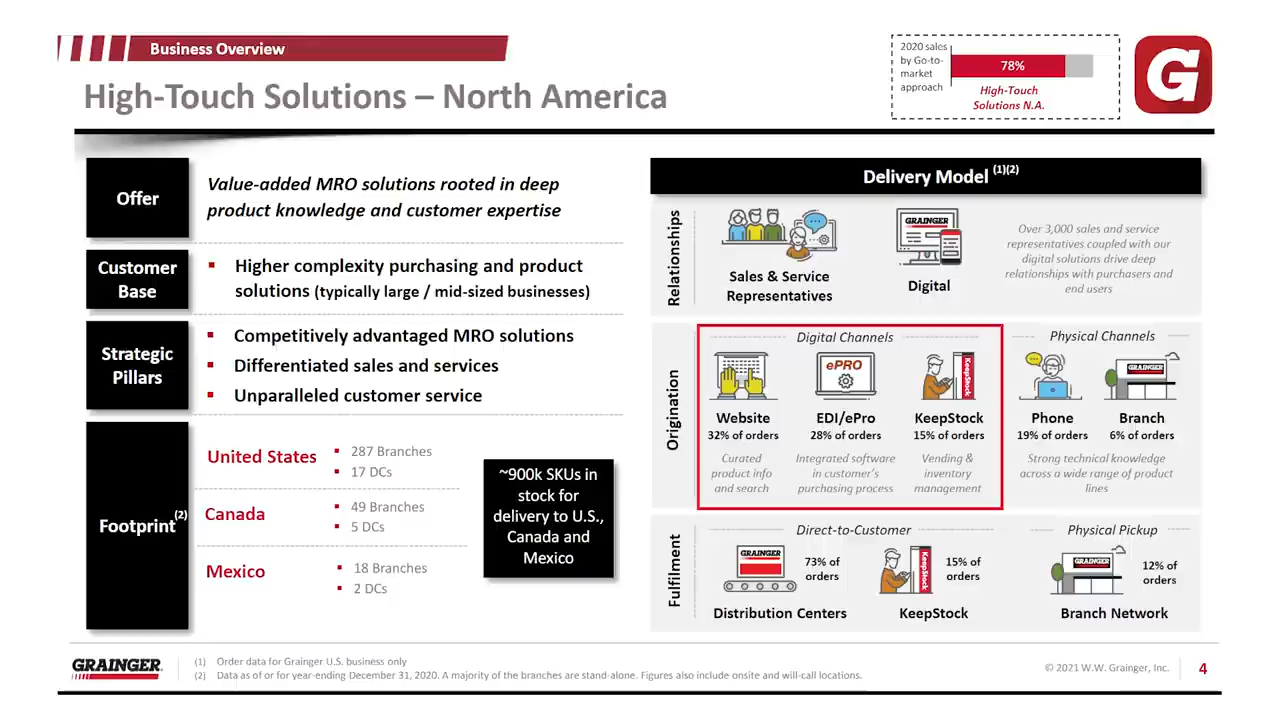 Business Overview
High-Touch Solutions – North America
2020 sales
by Go-to-
market
approach
78%
High-Touch
Solutions N.A.
G
Offer
Value-added MRO solutions rooted in deep
product knowledge and customer expertise
Customer
Base
▪ Higher complexity purchasing and product
solutions (typically large / mid-sized businesses)
Strategic
Pillars
▪ Competitively advantaged MRO solutions
▪ Differentiated sales and services
▪ Unparalleled customer service
Footprint(2)
United States
▪ 287 Branches
▪ 17 DCs
Canada
▪ 49 Branches
▪ 5 DCs
Mexico
▪ 18 Branches
▪ 2 DCs
~900k SKUs in
stock for
delivery to U.S.,
Canada and
Mexico
Delivery Model (1)(2)
Relationships
Sales & Service
Representatives
GRAINGER
Digital
Over 3,000 sales and service
representatives coupled with our
digital solutions drive deep
relationships with purchasers and
end users
Origination
Digital Channels
Physical Channels
ePRO
KeepStock
GRAINGER
Website
32% of orders
Curated
product info
and search
EDI/ePro
28% of orders
Integrated software
in customer's
purchasing process
KeepStock
15% of orders
Vending &
inventory
management
Phone
19% of orders
Branch
6% of orders
Strong technical knowledge
across a wide range of product
lines
Fulfilment
Direct-to-Customer
Physical Pickup
GRAINGER
73% of
orders
Distribution Centers
KeepStock
15% of
orders
KeepStock
GRAINGER
12% of
orders
Branch Network
GRAINGER
(1) Order data for Grainger U.S. business only
(2) Data as of or for year-ending December 31, 2020. A majority of the branches are stand-alone. Figures also include onsite and will-call locations.
© 2021 W.W. Grainger, Inc.
4